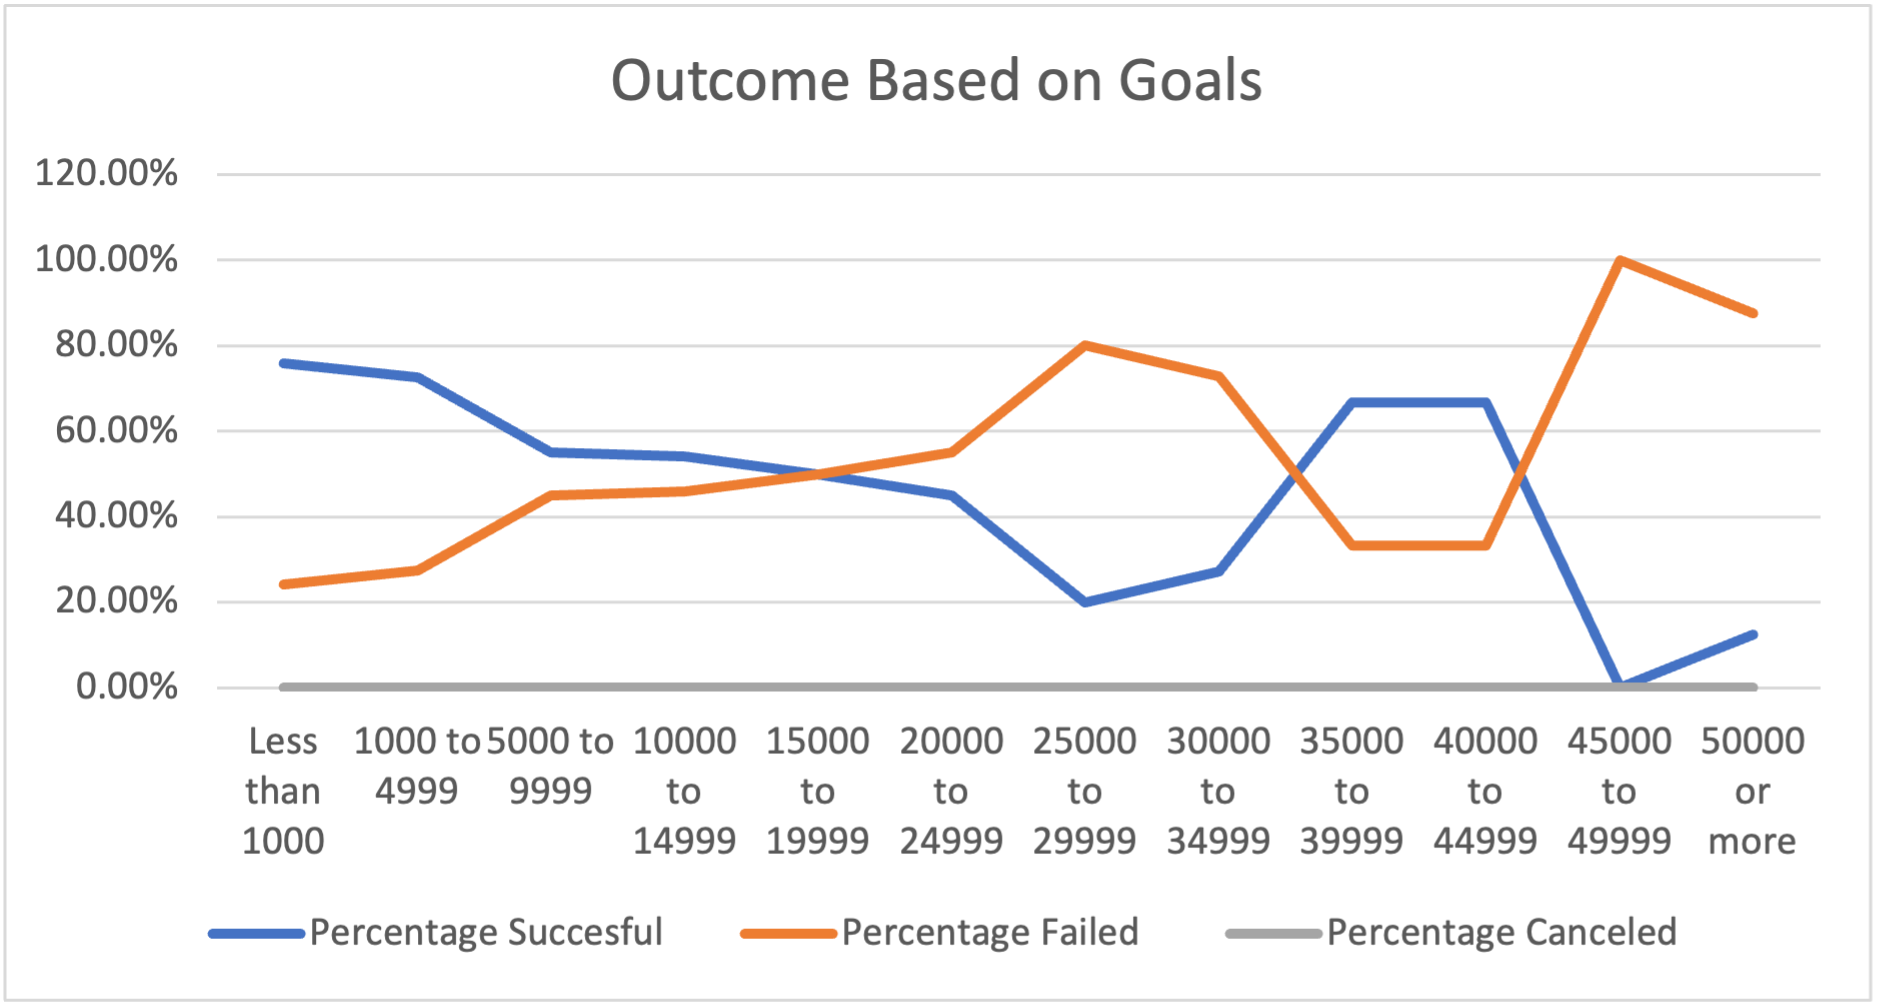 Outcome Based on Goals
120.00%
100.00%
80.00%
60.00%
40.00%
20.00%
0.00%
Less than 1000
1000 to 4999
5000 to 9999
10000 to 14999
15000 to 19999
20000 to 24999
25000 to 29999
30000 to 34999
35000 to 39999
40000 to 44999
45000 to 49999
50000 or more
Percentage Succesful
Percentage Failed
Percentage Canceled